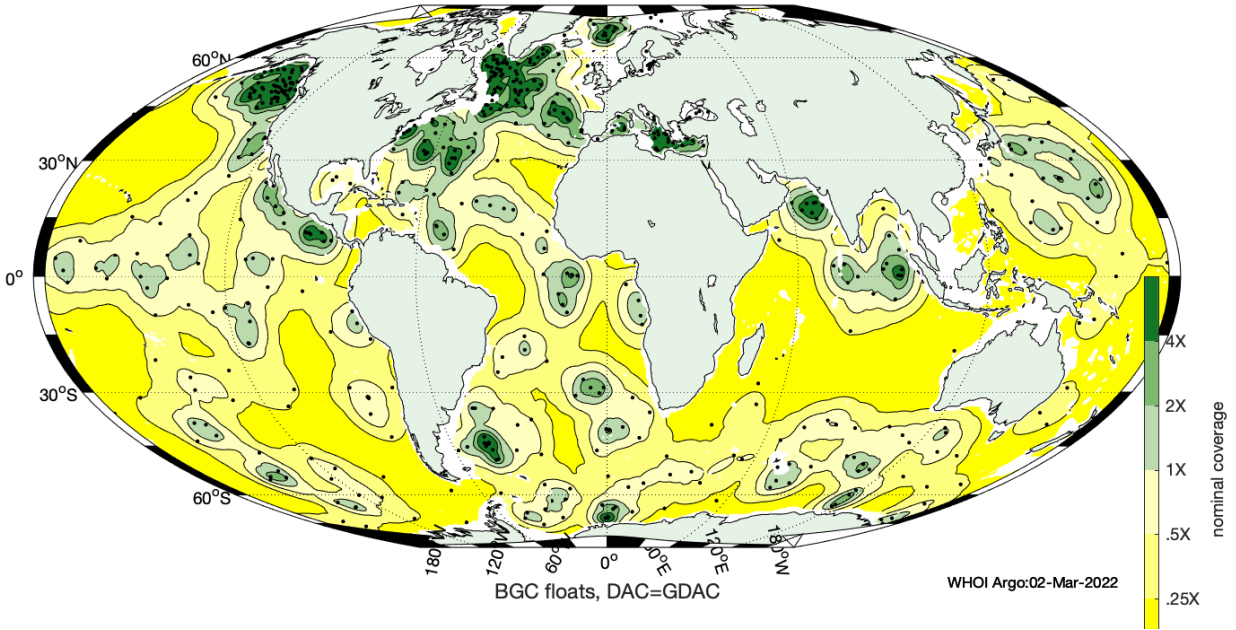 60°N
30°N
0°
30°S
60°S
180° 120° 60° 0° 60°E 120°E 180°W
BGC floats, DAC=GDAC
WHOI Argo:02-Mar-2022
4X
2X
1X
.5X
.25X
nominal coverage